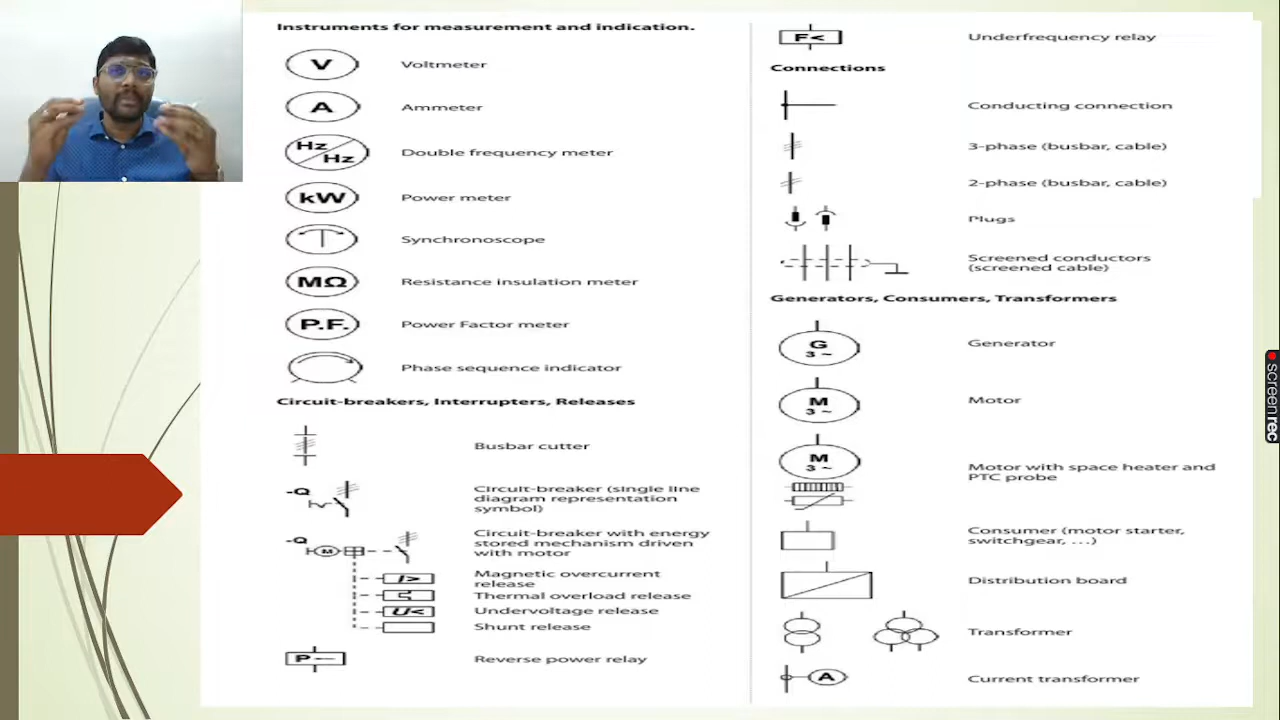 Instruments for measurement and indication.
V Voltmeter
A Ammeter
Hz
Hz Double frequency meter
kW Power meter
Synchronoscope
MΩ Resistance insulation meter
P.F. Power Factor meter
Phase sequence indicator
Circuit-breakers, Interrupters, Releases
Busbar cutter
-Q Circuit-breaker (single line
diagram representation
symbol)
-Q Circuit-breaker with energy
M stored mechanism driven
with motor
I> Magnetic overcurrent
release
Thermal overload release
U< Undervoltage release
Shunt release
P← Reverse power relay
F< Underfrequency relay
Connections
Conducting connection
3-phase (busbar, cable)
2-phase (busbar, cable)
Plugs
Screened conductors
(screened cable)
Generators, Consumers, Transformers
G
3 ~ Generator
M
3 ~ Motor
M
3 ~ Motor with space heater and
PTC probe
Consumer (motor starter,
switchgear, ...)
Distribution board
Transformer
A Current transformer
screenrec